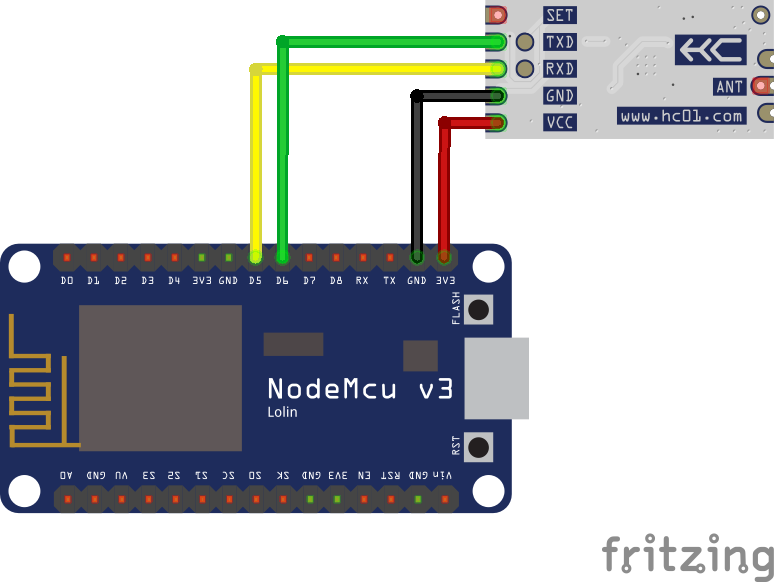 SET
TXD
RXD
GND
VCC
HC
ANT
www.hc01.com
D0 D1 D2 D3 D4 3V3 GND D5 D6 D7 D8 RX TX GND 3V3
FLASH
NodeMcu v3
Lolin
RST
A0 GND VU S3 S2 S1 SC S0 SK GND 3V3 EN RST GND Vin
fritzing